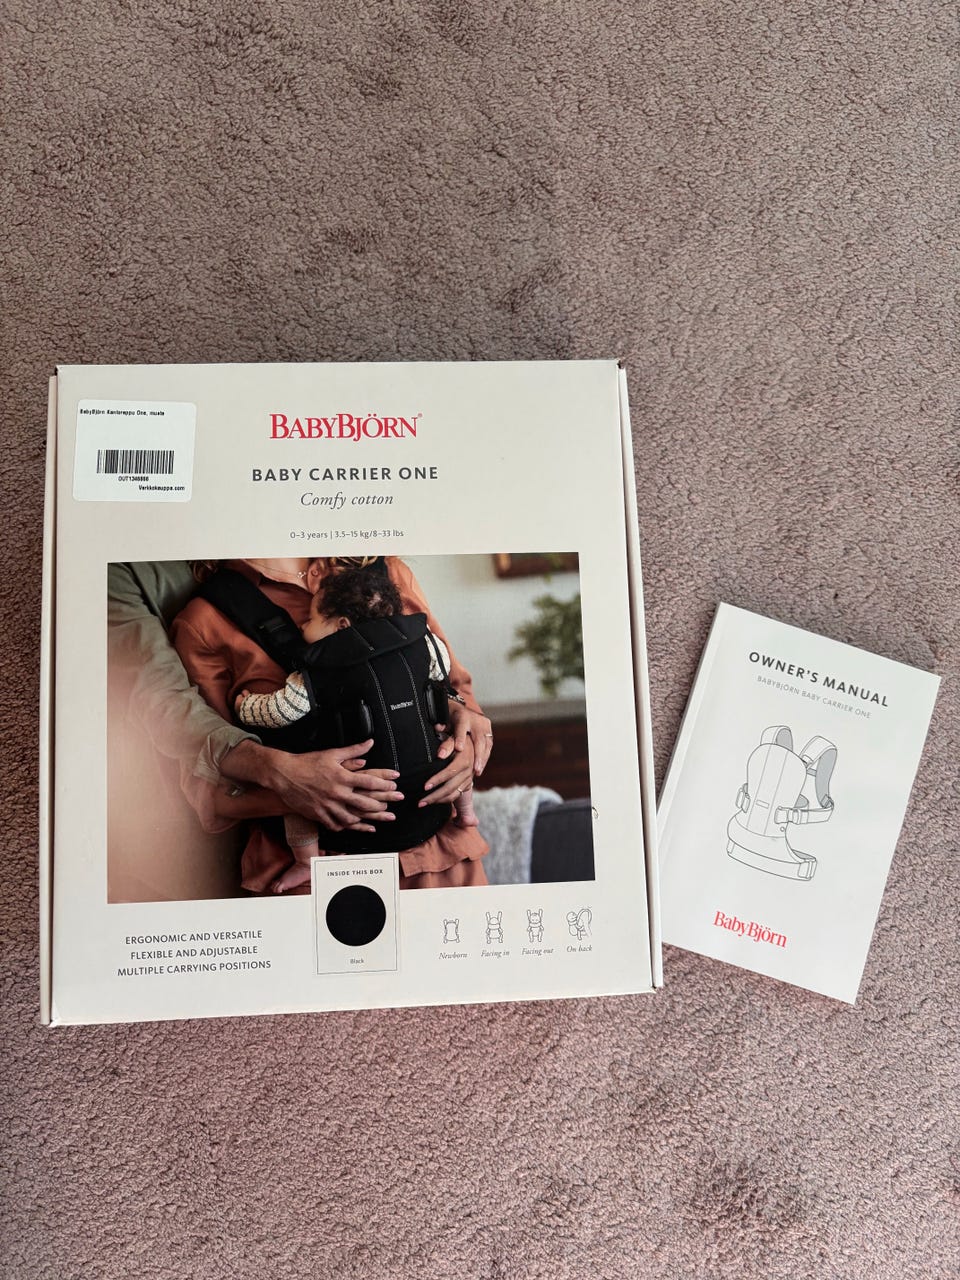 BabyBjörn Kantoreppu One, musta
OUT1346866
Verkkokauppa.com
BABYBJÖRN®
BABY CARRIER ONE
Comfy cotton
0–3 years | 3.5–15 kg/8–33 lbs
BABYBJÖRN
INSIDE THIS BOX
Black
ERGONOMIC AND VERSATILE
FLEXIBLE AND ADJUSTABLE
MULTIPLE CARRYING POSITIONS
Newborn
Facing in
Facing out
On back
OWNER'S MANUAL
BABYBJÖRN BABY CARRIER ONE
BabyBjörn